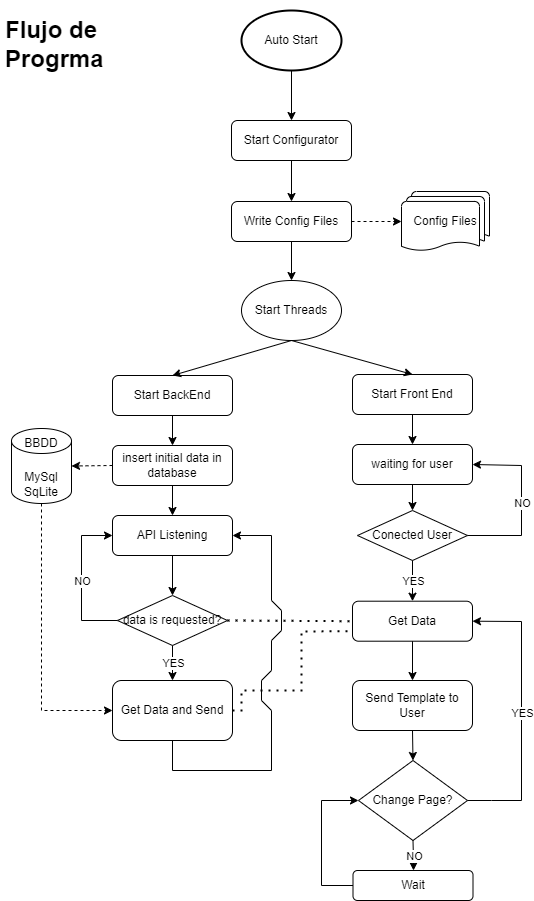 Flujo de
Progrma
Auto Start
Start Configurator
Write Config Files
Config Files
Start Threads
Start BackEnd
Start Front End
BBDD
MySql
SqLite
insert initial data in
database
waiting for user
NO
API Listening
Conected User
NO
YES
data is requested?
Get Data
YES
Get Data and Send
Send Template to
User
YES
Change Page?
NO
Wait